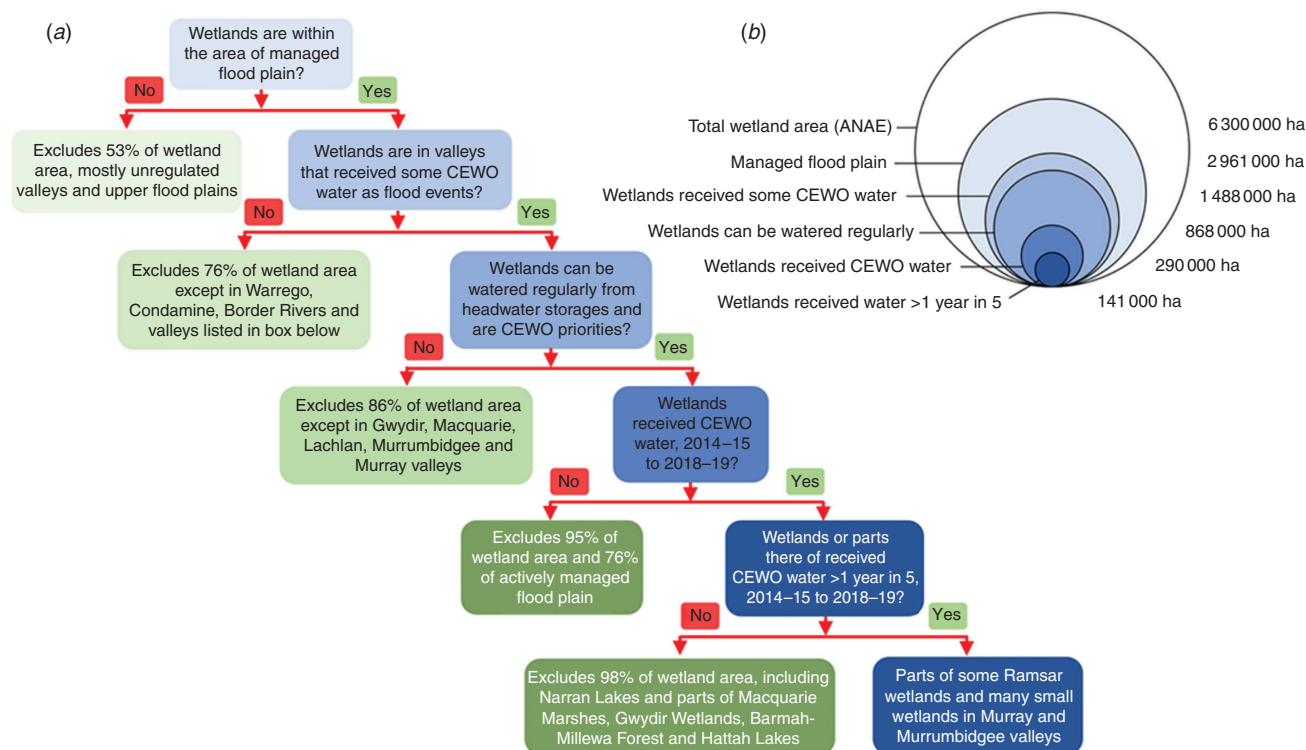 (a)
Wetlands are within
the area of managed
flood plain?
No
Yes
Excludes 53% of wetland
area, mostly unregulated
valleys and upper flood plains
Wetlands are in valleys
that received some CEWO
water as flood events?
No
Yes
Excludes 76% of wetland area
except in Warrego,
Condamine, Border Rivers and
valleys listed in box below
Wetlands can be
watered regularly from
headwater storages and
are CEWO priorities?
No
Yes
Excludes 86% of wetland area
except in Gwydir, Macquarie,
Lachlan, Murrumbidgee and
Murray valleys
Wetlands
received CEWO
water, 2014–15
to 2018–19?
No
Yes
Excludes 95% of
wetland area and 76%
of actively managed
flood plain
Wetlands or parts
there of received
CEWO water >1 year in 5,
2014–15 to 2018–19?
No
Yes
Excludes 98% of wetland area, including
Narran Lakes and parts of Macquarie
Marshes, Gwydir Wetlands, Barmah-
Millewa Forest and Hattah Lakes
Parts of some Ramsar
wetlands and many small
wetlands in Murray and
Murrumbidgee valleys
(b)
Total wetland area (ANAE) 6 300 000 ha
Managed flood plain 2 961 000 ha
Wetlands received some CEWO water 1 488 000 ha
Wetlands can be watered regularly 868 000 ha
Wetlands received CEWO water 290 000 ha
Wetlands received water >1 year in 5 141 000 ha